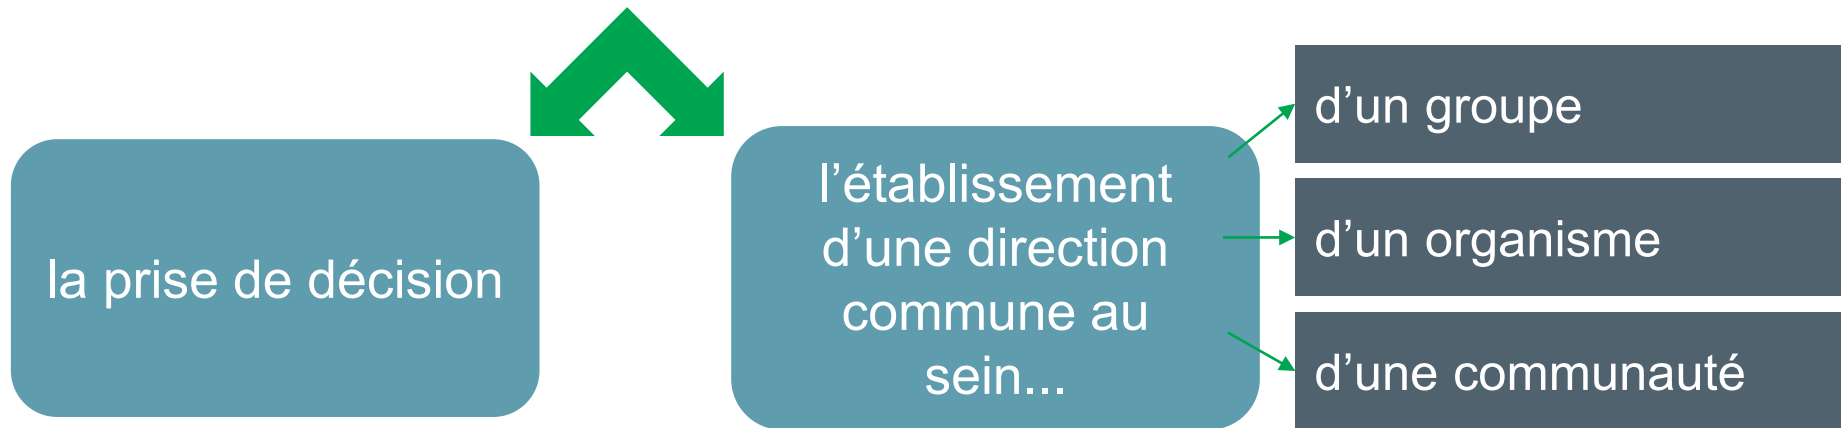 la prise de décision
l’établissement
d’une direction
commune au
sein...
d’un groupe
d’un organisme
d’une communauté